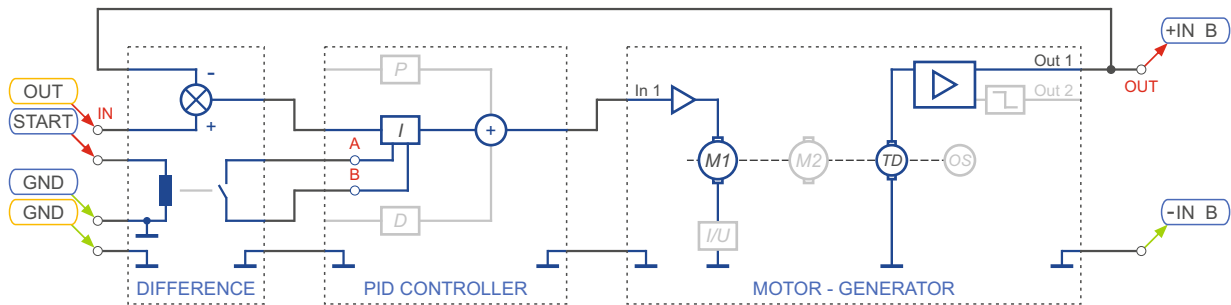 +IN B
-
P
In 1
Out 1
OUT
OUT
IN
+
I
+
Out 2
START
A
M1
M2
TD
OS
B
GND
D
I/U
GND
-IN B
DIFFERENCE
PID CONTROLLER
MOTOR - GENERATOR